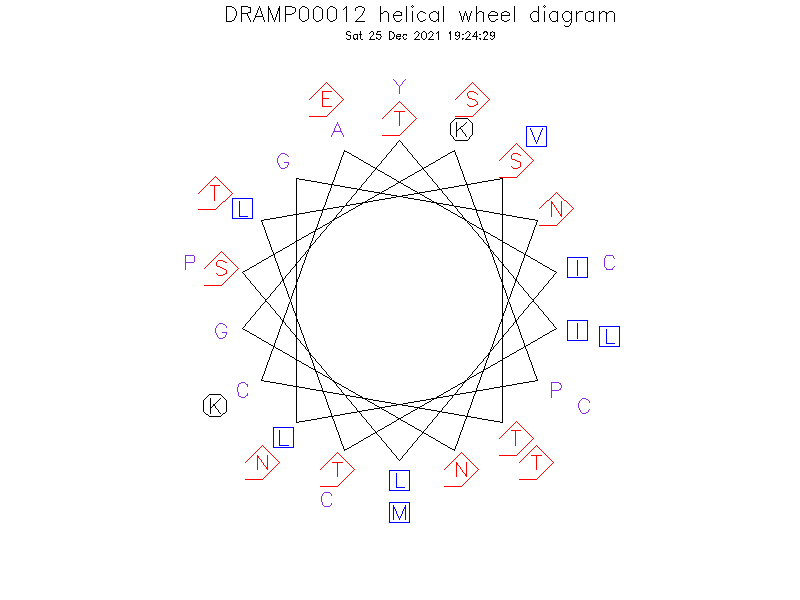 DRAMP00012 helical wheel diagram
Sat 25 Dec 2021 19:24:29
Y
E S
T
A K
V
G S
T
L N
P S I C
G I L
C P
K C
L T
N T T N
L
C
M